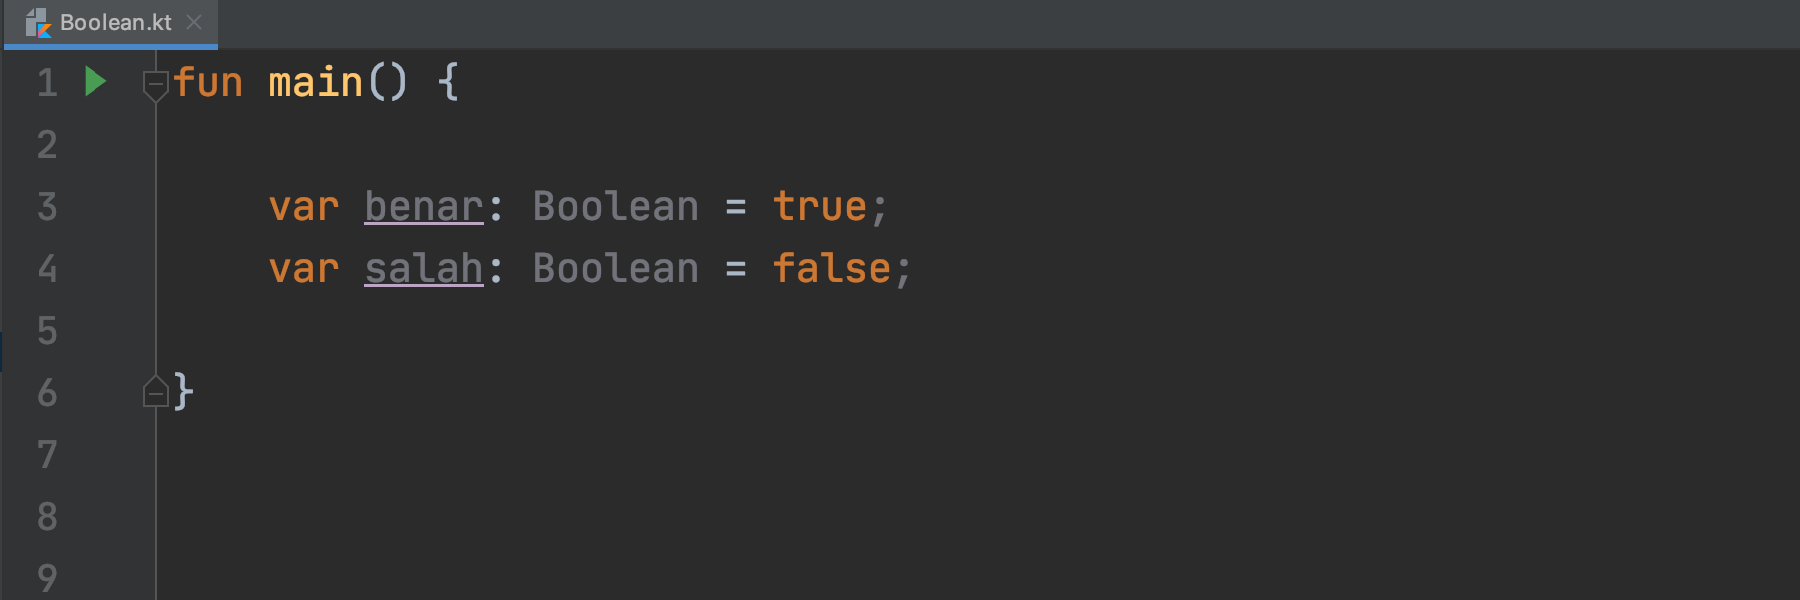 Boolean.kt
1 fun main() {
2
3 var benar: Boolean = true;
4 var salah: Boolean = false;
5
6 }
7
8
9